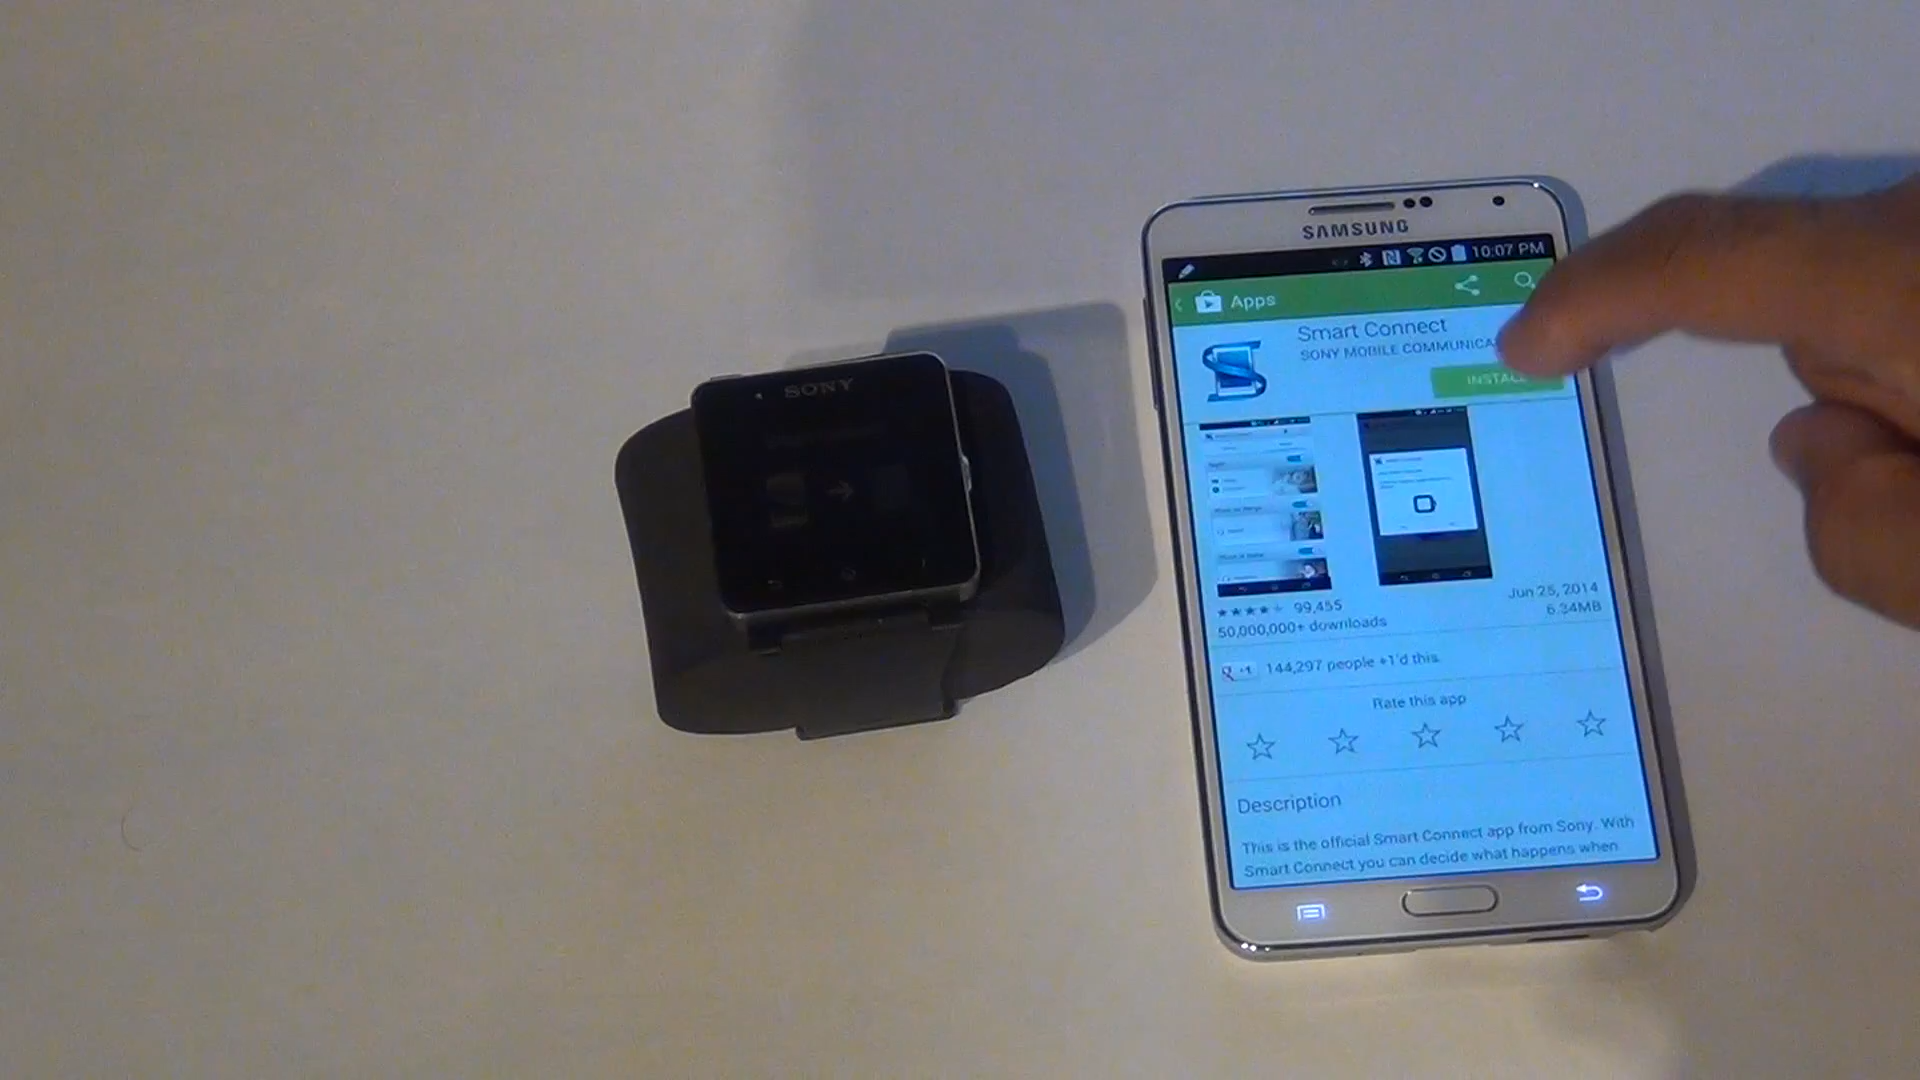 SONY
SAMSUNG
10:07 PM
Apps
Smart Connect
SONY MOBILE COMMUNICA
INSTALL
Jun 25, 2014
99,455
6.34MB
50,000,000+ downloads
+1
144,297 people +1'd this.
Rate this app
Description
This is the official Smart Connect app from Sony. With
Smart Connect you can decide what happens when